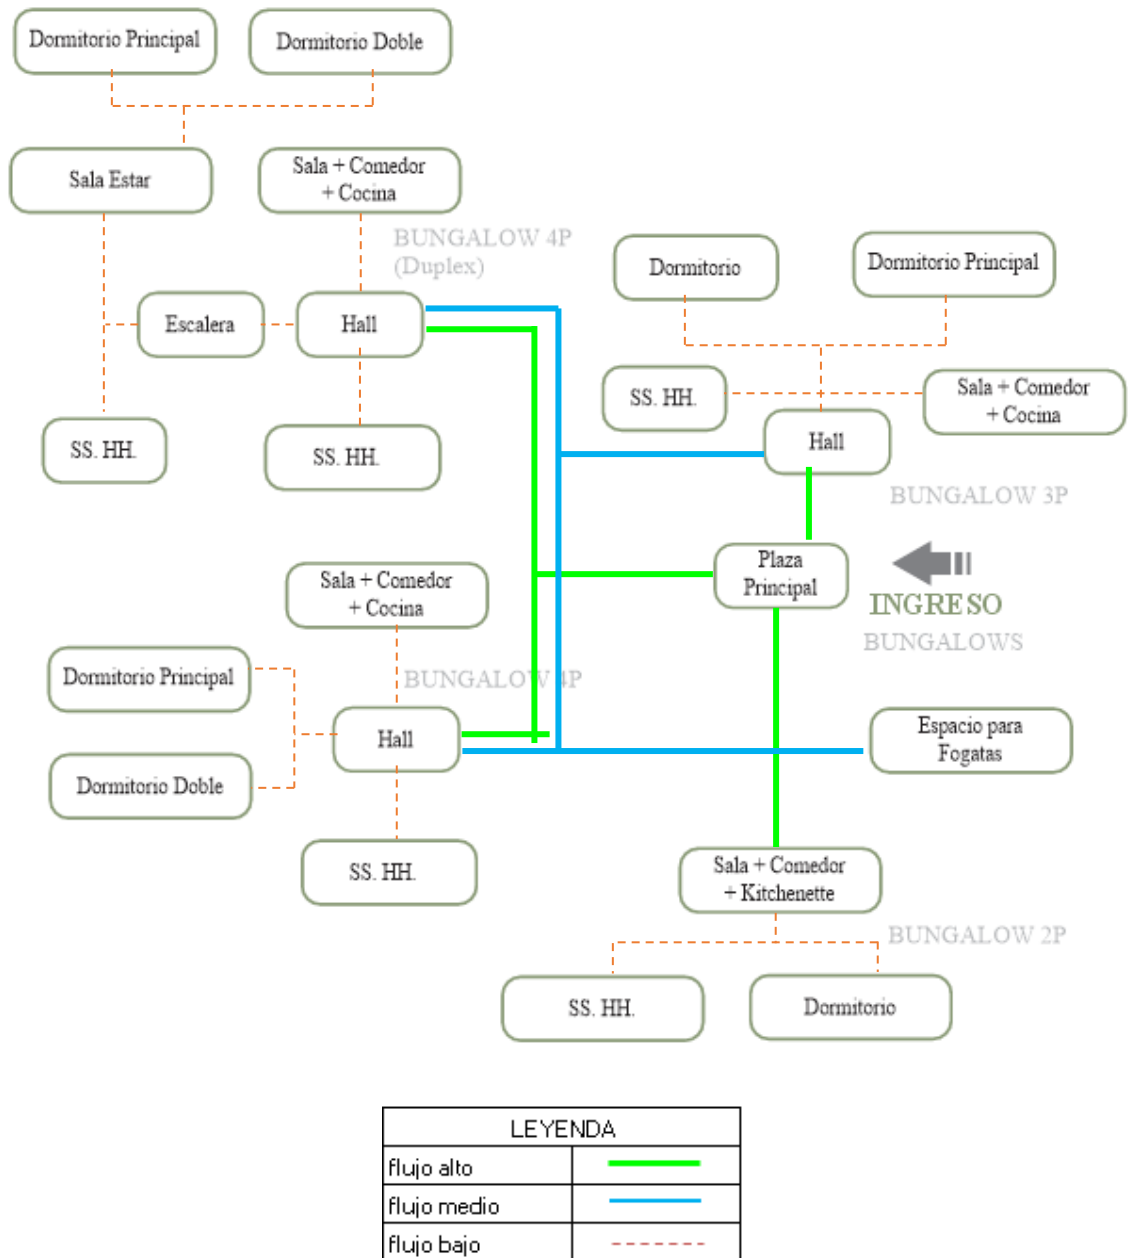 Dormitorio Principal
Dormitorio Doble
Sala Estar
Sala + Comedor
+ Cocina
BUNGALOW 4P
(Duplex)
Escalera
Hall
SS. HH.
SS. HH.
Dormitorio
Dormitorio Principal
SS. HH.
Sala + Comedor
+ Cocina
Hall
BUNGALOW 3P
Plaza
Principal
INGRESO
BUNGALOWS
Sala + Comedor
+ Cocina
Dormitorio Principal
BUNGALOW 4P
Hall
Dormitorio Doble
SS. HH.
Espacio para
Fogatas
Sala + Comedor
+ Kitchenette
BUNGALOW 2P
SS. HH.
Dormitorio
LEYENDA
flujo alto
flujo medio
flujo bajo